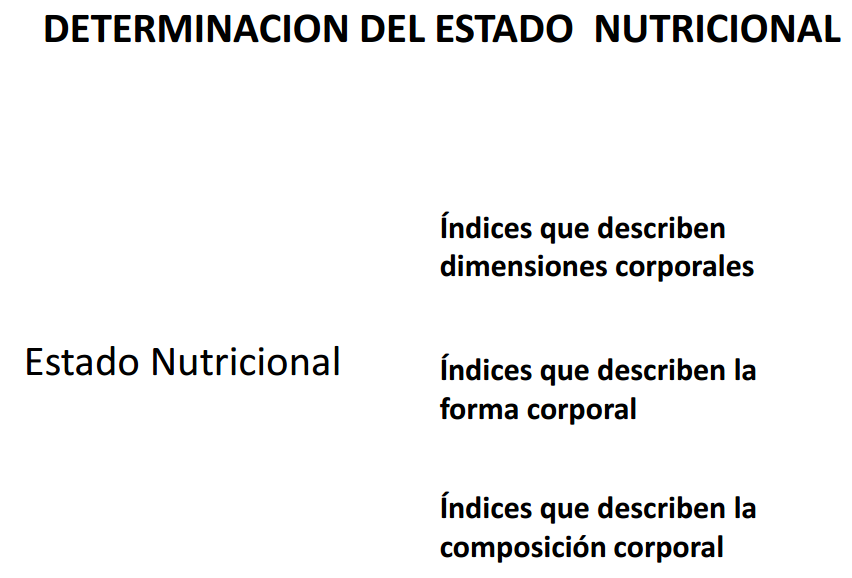 DETERMINACION DEL ESTADO NUTRICIONAL
Índices que describen
dimensiones corporales
Estado Nutricional
Índices que describen la
forma corporal
Índices que describen la
composición corporal